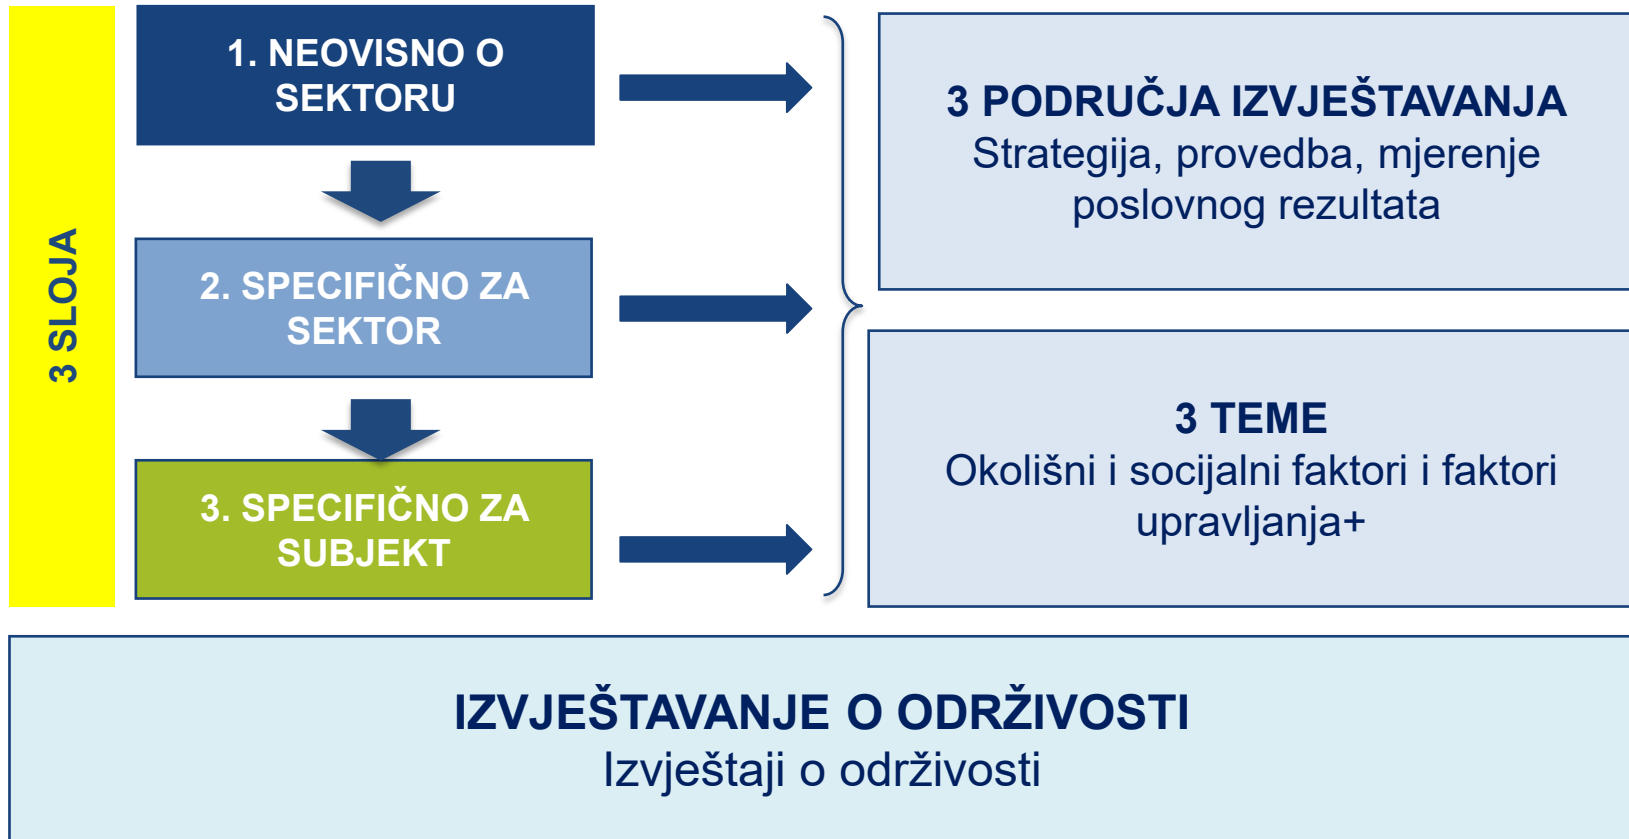 3 SLOJA
1. NEOVISNO O
SEKTORU
2. SPECIFIČNO ZA
SEKTOR
3. SPECIFIČNO ZA
SUBJEKT
3 PODRUČJA IZVJEŠTAVANJA
Strategija, provedba, mjerenje
poslovnog rezultata
3 TEME
Okolišni i socijalni faktori i faktori
upravljanja+
IZVJEŠTAVANJE O ODRŽIVOSTI
Izvještaji o održivosti